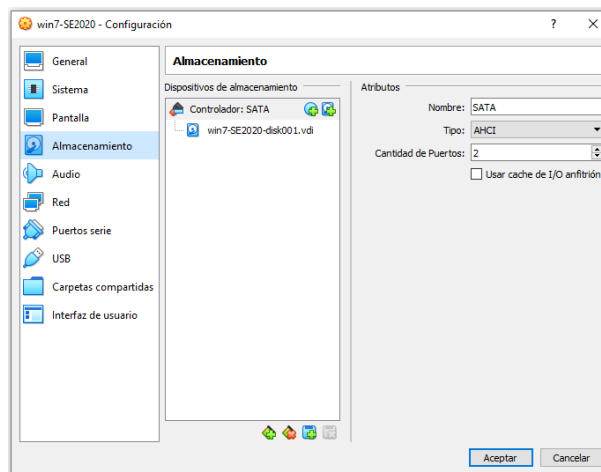 win7-SE2020 - Configuración
General
Sistema
Pantalla
Almacenamiento
Audio
Red
Puertos serie
USB
Carpetas compartidas
Interfaz de usuario
Almacenamiento
Dispositivos de almacenamiento
Controlador: SATA
win7-SE2020-disk001.vdi
Atributos
Nombre: SATA
Tipo: AHCI
Cantidad de Puertos: 2
Usar cache de I/O anfitrión
Aceptar
Cancelar